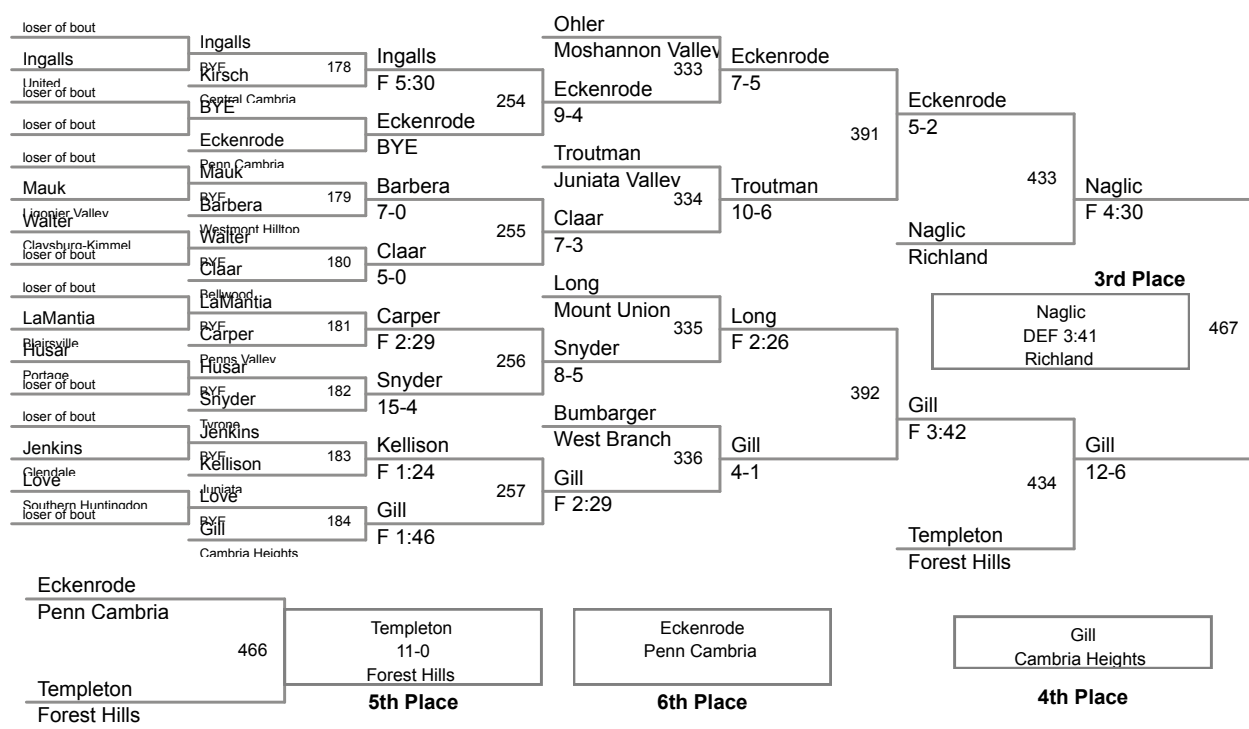 loser of bout
Ingalls
United
loser of bout
loser of bout
loser of bout
Mauk
Ligonier Valley
Walter
Claysburg-Kimmel
loser of bout
loser of bout
LaMantia
Blairsville
Husar
Portage
loser of bout
loser of bout
Jenkins
Glendale
Love
Southern Huntingdon
loser of bout
Ingalls
BYE
178
Kirsch
Central Cambria
BYE
Eckenrode
Penn Cambria
Mauk
BYE
179
Barbera
Westmont Hilltop
Walter
BYE
180
Claar
Bellwood
LaMantia
BYE
181
Carper
Penns Valley
Husar
BYE
182
Snyder
Tyrone
Jenkins
BYE
183
Kellison
Juniata
Love
BYE
184
Gill
Cambria Heights
Ingalls
F 5:30
254
Eckenrode
BYE
Barbera
7-0
255
Claar
5-0
Carper
F 2:29
256
Snyder
15-4
Kellison
F 1:24
257
Gill
F 1:46
Ohler
Moshannon Valley
333
Eckenrode
9-4
Troutman
Juniata Valley
334
Claar
7-3
Long
Mount Union
335
Snyder
8-5
Bumbarger
West Branch
336
Gill
F 2:29
Eckenrode
7-5
391
Troutman
10-6
Long
F 2:26
392
Gill
4-1
Eckenrode
5-2
433
Naglic
Richland
Gill
F 3:42
434
Templeton
Forest Hills
Naglic
F 4:30
3rd Place
Naglic
DEF 3:41
Richland
467
Gill
12-6
Eckenrode
Penn Cambria
466
Templeton
Forest Hills
Templeton
11-0
Forest Hills
5th Place
Eckenrode
Penn Cambria
6th Place
Gill
Cambria Heights
4th Place